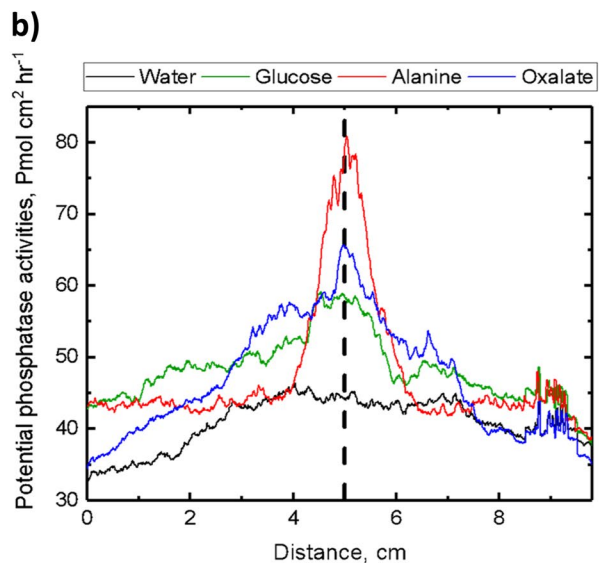 b)
Water Glucose Alanine Oxalate
Potential phosphatase activities, Pmol cm² hr⁻¹
80
70
60
50
40
30
0 2 4 6 8
Distance, cm